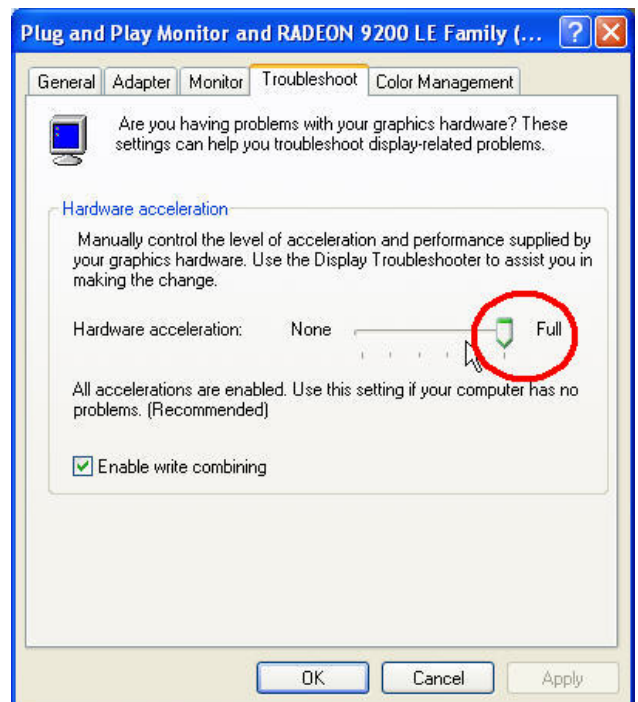 Plug and Play Monitor and RADEON 9200 LE Family (...
General Adapter Monitor Troubleshoot Color Management
Are you having problems with your graphics hardware? These
settings can help you troubleshoot display-related problems.
Hardware acceleration
Manually control the level of acceleration and performance supplied by
your graphics hardware. Use the Display Troubleshooter to assist you in
making the change.
Hardware acceleration: None Full
All accelerations are enabled. Use this setting if your computer has no
problems. (Recommended)
Enable write combining
OK Cancel Apply